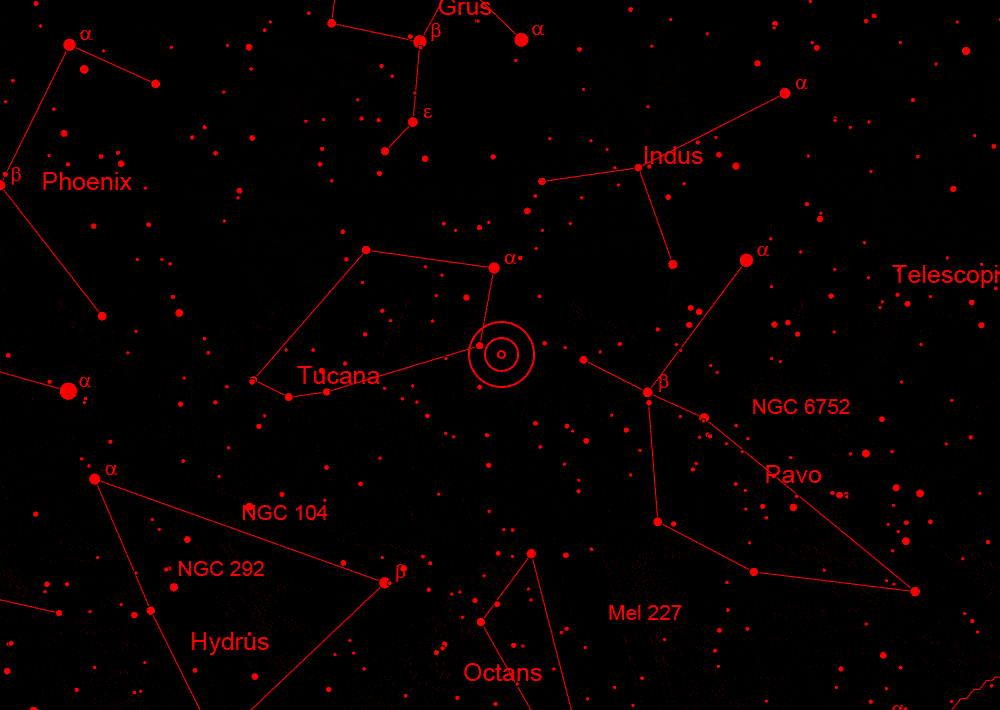 Grus
α
β
α
α
ε
Indus
β
Phoenix
α
α
Telescopi
Tucana
α
β
NGC 6752
α
Pavo
NGC 104
NGC 292
β
Mel 227
Hydrus
Octans
α